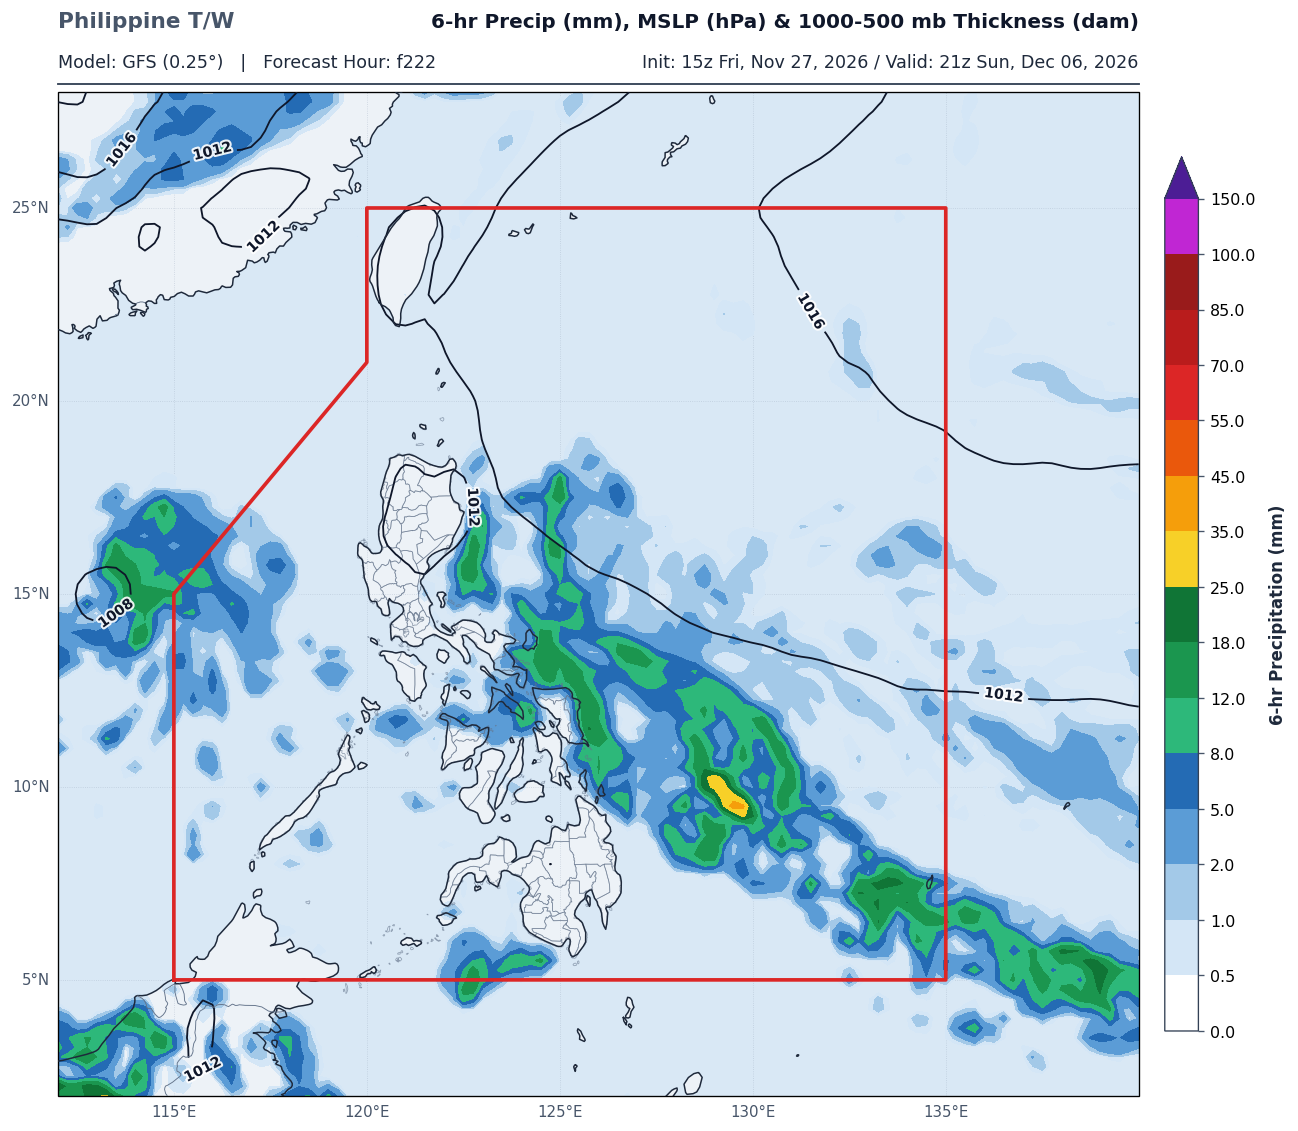 Philippine T/W
6-hr Precip (mm), MSLP (hPa) & 1000-500 mb Thickness (dam)
Model: GFS (0.25°) | Forecast Hour: f222
Init: 15z Fri, Nov 27, 2026 / Valid: 21z Sun, Dec 06, 2026
1016
1012
1012
1016
1012
1008
1012
1012
25°N
20°N
15°N
10°N
5°N
115°E
120°E
125°E
130°E
135°E
150.0
100.0
85.0
70.0
55.0
45.0
35.0
25.0
18.0
12.0
8.0
5.0
2.0
1.0
0.5
0.0
6-hr Precipitation (mm)